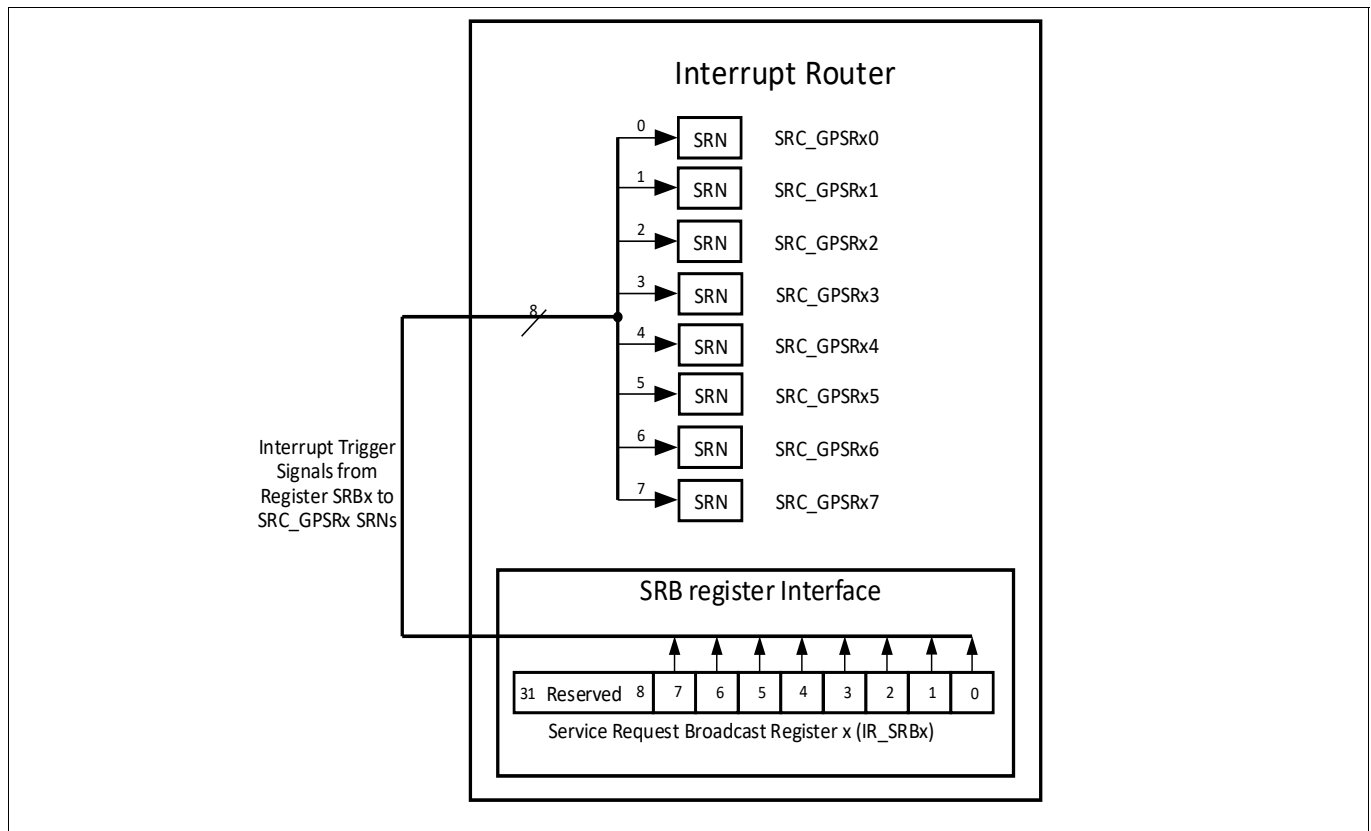 Interrupt Router
0 SRN SRC_GPSRx0
1 SRN SRC_GPSRx1
2 SRN SRC_GPSRx2
3 SRN SRC_GPSRx3
8
4 SRN SRC_GPSRx4
5 SRN SRC_GPSRx5
6 SRN SRC_GPSRx6
7 SRN SRC_GPSRx7
Interrupt Trigger
Signals from
Register SRBx to
SRC_GPSRx SRNs
SRB register Interface
31 Reserved 8 7 6 5 4 3 2 1 0
Service Request Broadcast Register x (IR_SRBx)